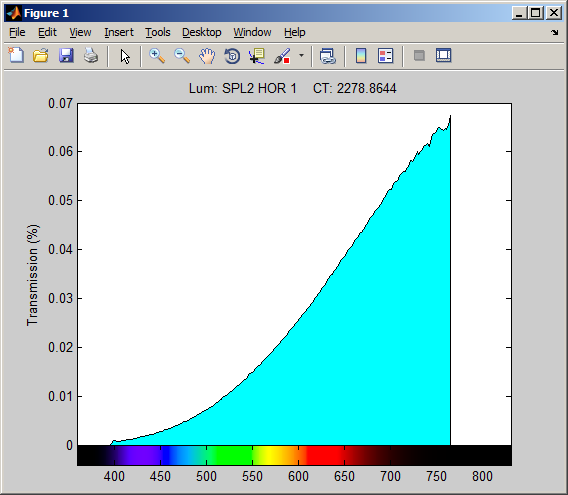 Figure 1
File Edit View Insert Tools Desktop Window Help
Lum: SPL2 HOR 1 CT: 2278.8644
0.07
0.06
0.05
0.04
0.03
0.02
0.01
0
Transmission (%)
400 450 500 550 600 650 700 750 800